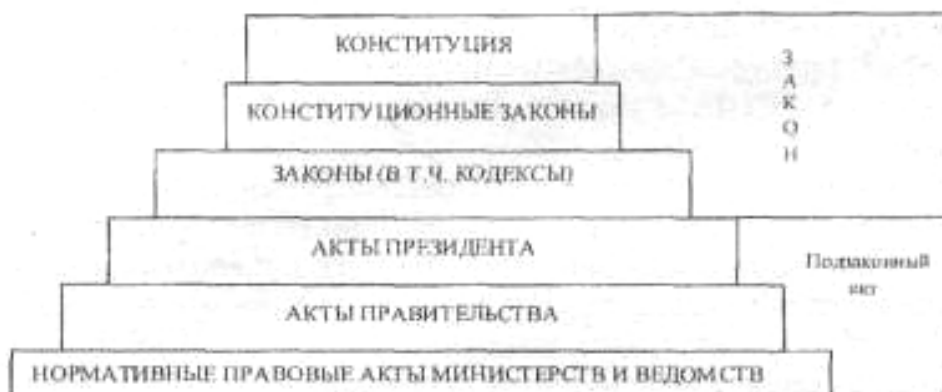 КОНСТИТУЦИЯ
КОНСТИТУЦИОННЫЕ ЗАКОНЫ
ЗАКОНЫ (В Т.Ч. КОДЕКСЫ)
З
А
К
О
Н
АКТЫ ПРЕЗИДЕНТА
АКТЫ ПРАВИТЕЛЬСТВА
Подзаконный
акт
НОРМАТИВНЫЕ ПРАВОВЫЕ АКТЫ МИНИСТЕРСТВ И ВЕДОМСТВ